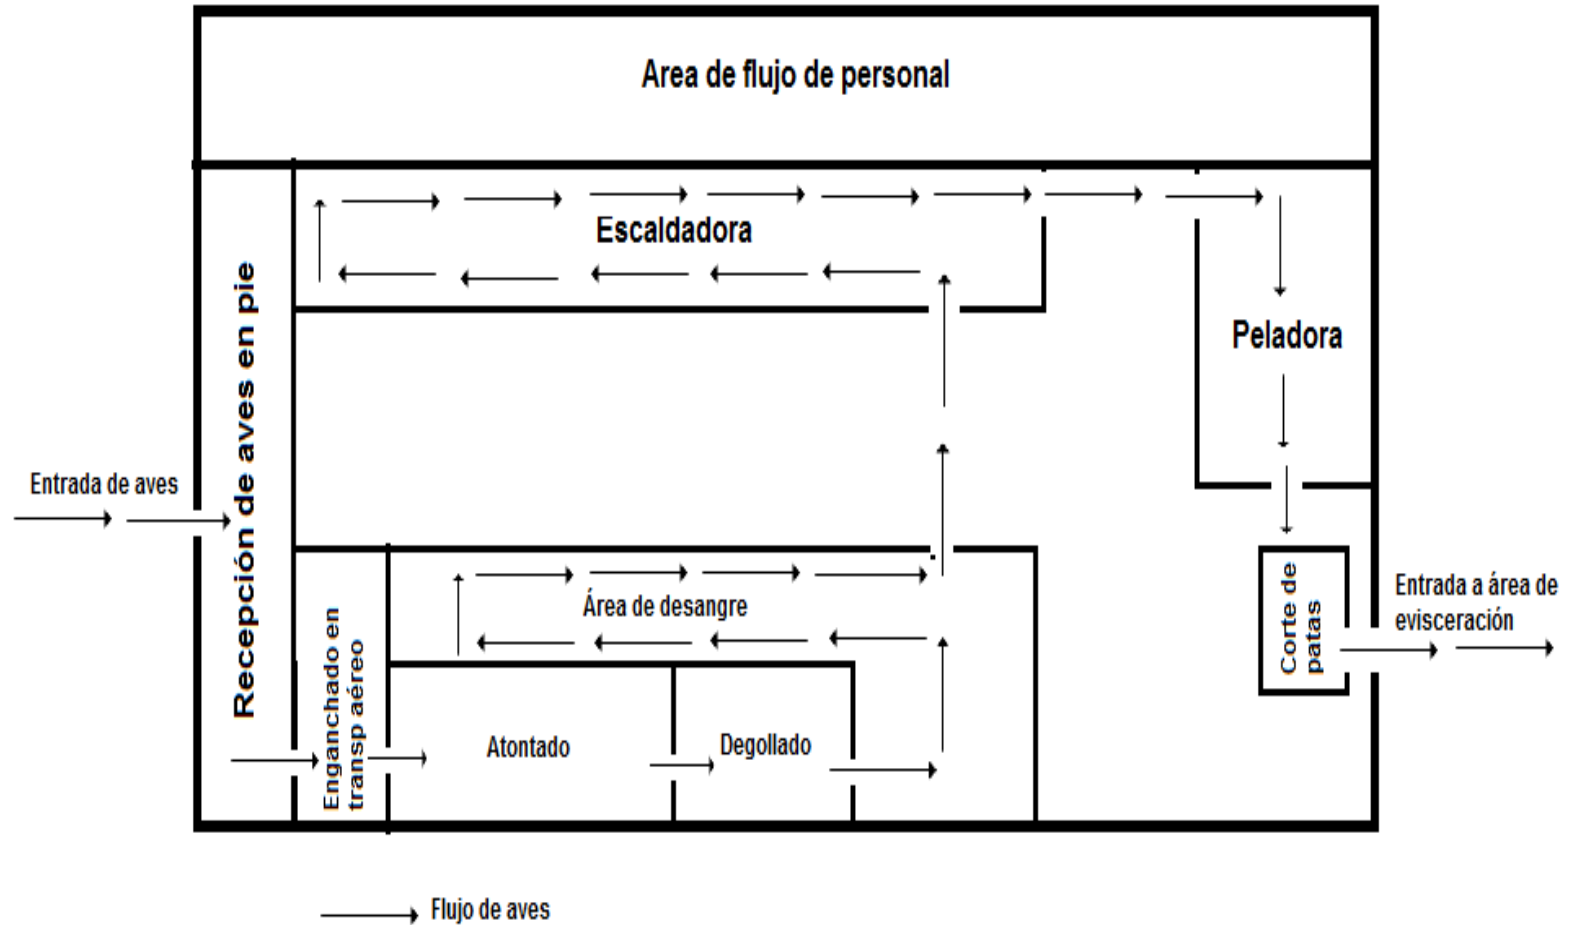 Area de flujo de personal
Escaldadora
Recepción de aves en pie
Peladora
Entrada de aves
Área de desangre
Enganchado en
transp aéreo
Atontado
Degollado
Corte de
patas
Entrada a área de
evisceración
Flujo de aves